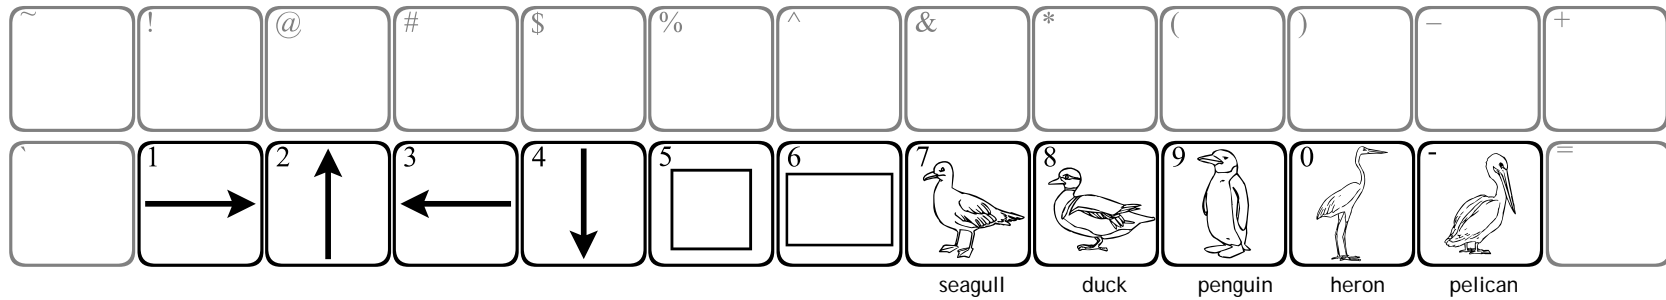 ~ ! @ # $ % ^ & * ( ) – +
` 1 2 3 4 5 6 7 8 9 0 - =
seagull duck penguin heron pelican